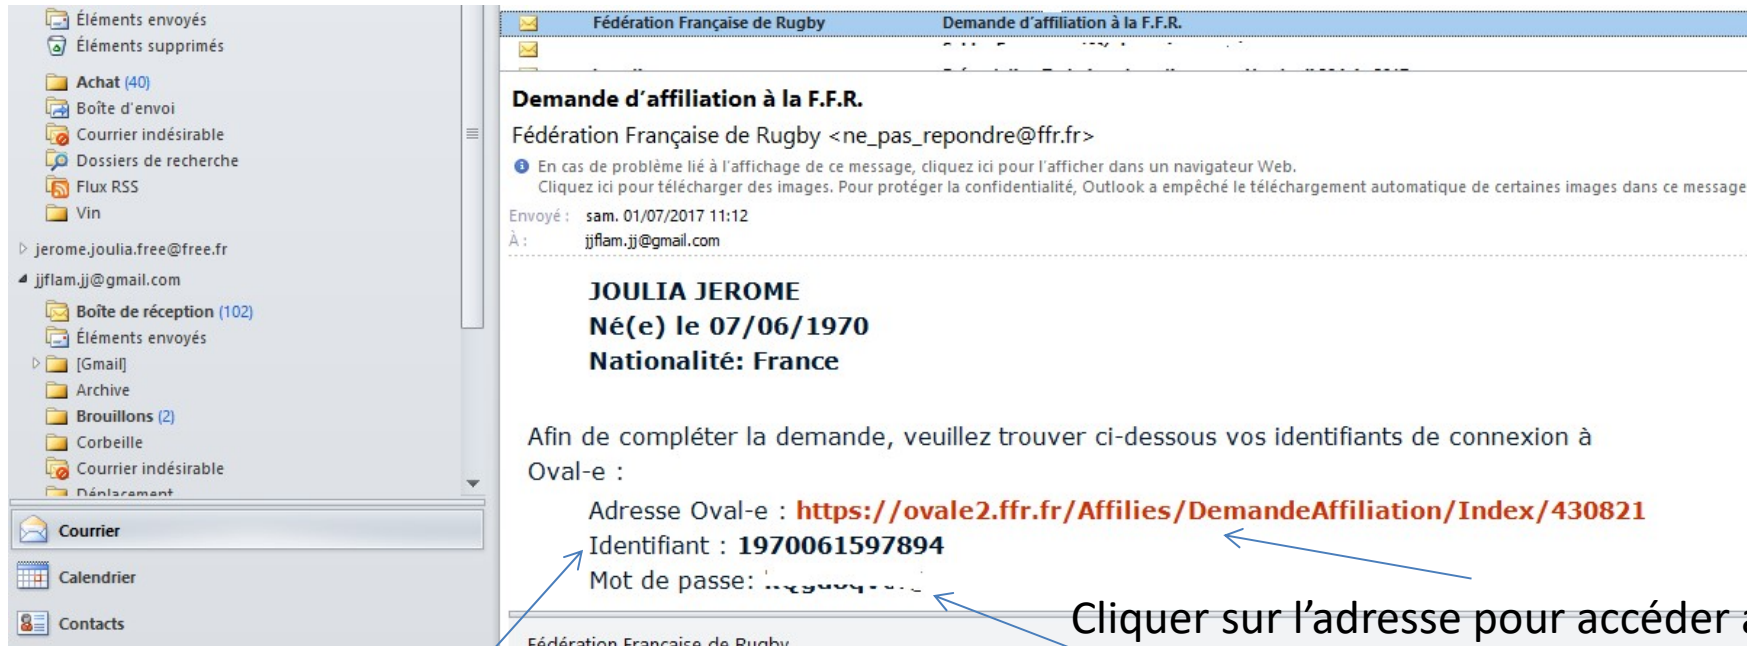 Éléments envoyés
Éléments supprimés
Achat (40)
Boîte d'envoi
Courrier indésirable
Dossiers de recherche
Flux RSS
Vin
jerome.joulia.free@free.fr
jjflam.jj@gmail.com
Boîte de réception (102)
Éléments envoyés
[Gmail]
Archive
Brouillons (2)
Corbeille
Courrier indésirable
Déplacement
Courrier
Calendrier
Contacts
Fédération Française de Rugby Demande d'affiliation à la F.F.R.
Demande d'affiliation à la F.F.R.
Fédération Française de Rugby <ne_pas_repondre@ffr.fr>
En cas de problème lié à l'affichage de ce message, cliquez ici pour l'afficher dans un navigateur Web.
Cliquez ici pour télécharger des images. Pour protéger la confidentialité, Outlook a empêché le téléchargement automatique de certaines images dans ce message
Envoyé : sam. 01/07/2017 11:12
À : jjflam.jj@gmail.com
JOULIA JEROME
Né(e) le 07/06/1970
Nationalité: France
Afin de compléter la demande, veuillez trouver ci-dessous vos identifiants de connexion à
Oval-e :
Adresse Oval-e : https://ovale2.ffr.fr/Affilies/DemandeAffiliation/Index/430821
Identifiant : 1970061597894
Mot de passe:
Cliquer sur l'adresse pour accéder
Fédération Française de Rugby